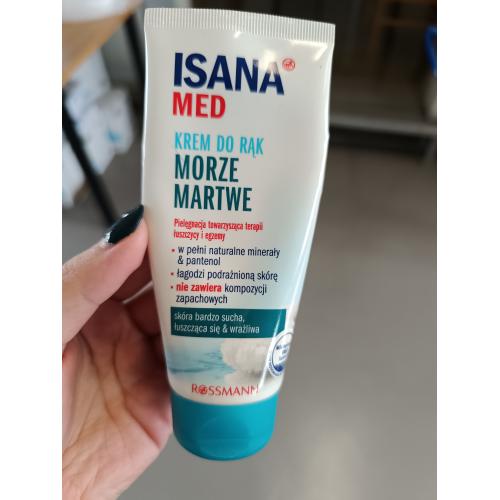 ISANA
MED
KREM DO RĄK
MORZE
MARTWE
Pielęgnacja towarzysząca terapii
łuszczycy i egzemy
• w pełni naturalne minerały
& pantenol
• łagodzi podrażnioną skórę
• nie zawiera kompozycji
zapachowych
skóra bardzo sucha,
łuszcząca się & wrażliwa
ROSSMANN